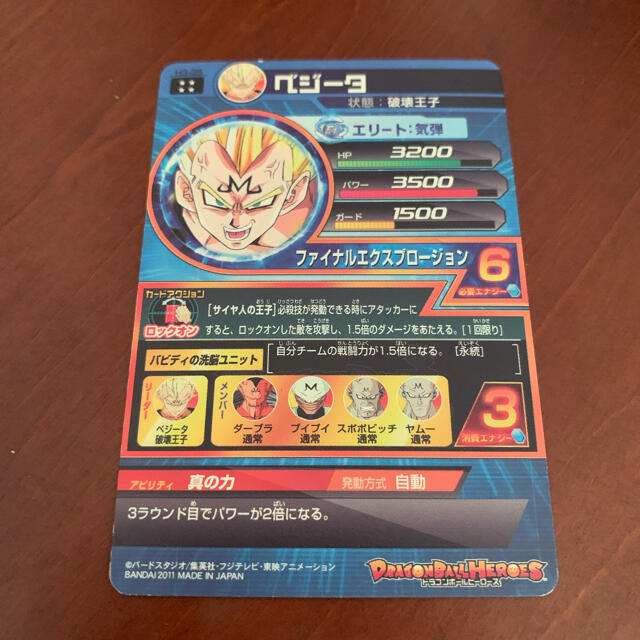 ベジータ
状態：破壊王子
エリート：気弾
HP 3200
パワー 3500
ガード 1500
ファイナルエクスプロージョン 6
必要エナジー
カードアクション
ロックオン
[サイヤ人の王子]必殺技が発動できる時にアタッカーに
すると、ロックオンした敵を攻撃し、1.5倍のダメージをあたえる。[1回限り]
バビディの洗脳ユニット
自分チームの戦闘力が1.5倍になる。 [永続]
リーダー
ベジータ
破壊王子
メンバー
ダーブラ
通常
プイプイ
通常
スポポビッチ
通常
ヤムー
通常
3
消費エナジー
アビリティ 真の力
発動方式 自動
3ラウンド目でパワーが2倍になる。
©バードスタジオ/集英社・フジテレビ・東映アニメーション
BANDAI 2011 MADE IN JAPAN
DRAGON BALL HEROES
ドラゴンボールヒーローズ